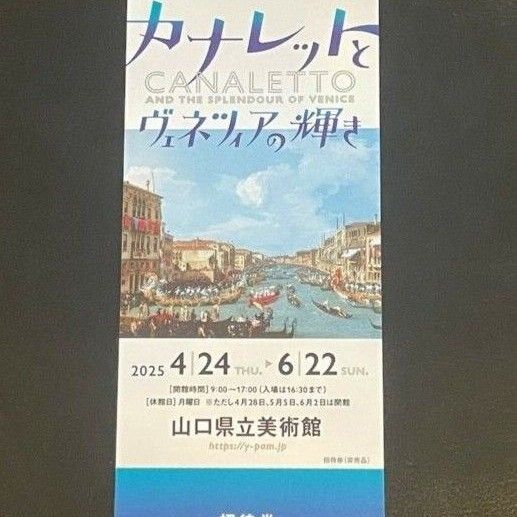 カナレットと
CANALETTO
AND THE SPLENDOUR OF VENICE
ヴェネツィアの輝き
2025 4|24 THU. ▶ 6|22 SUN.
[開館時間] 9:00〜17:00(入場は16:30まで)
[休館日] 月曜日 ※ただし4月28日、5月5日、6月2日は開館
山口県立美術館
https://y-pam.jp
招待券(非売品)
招待券